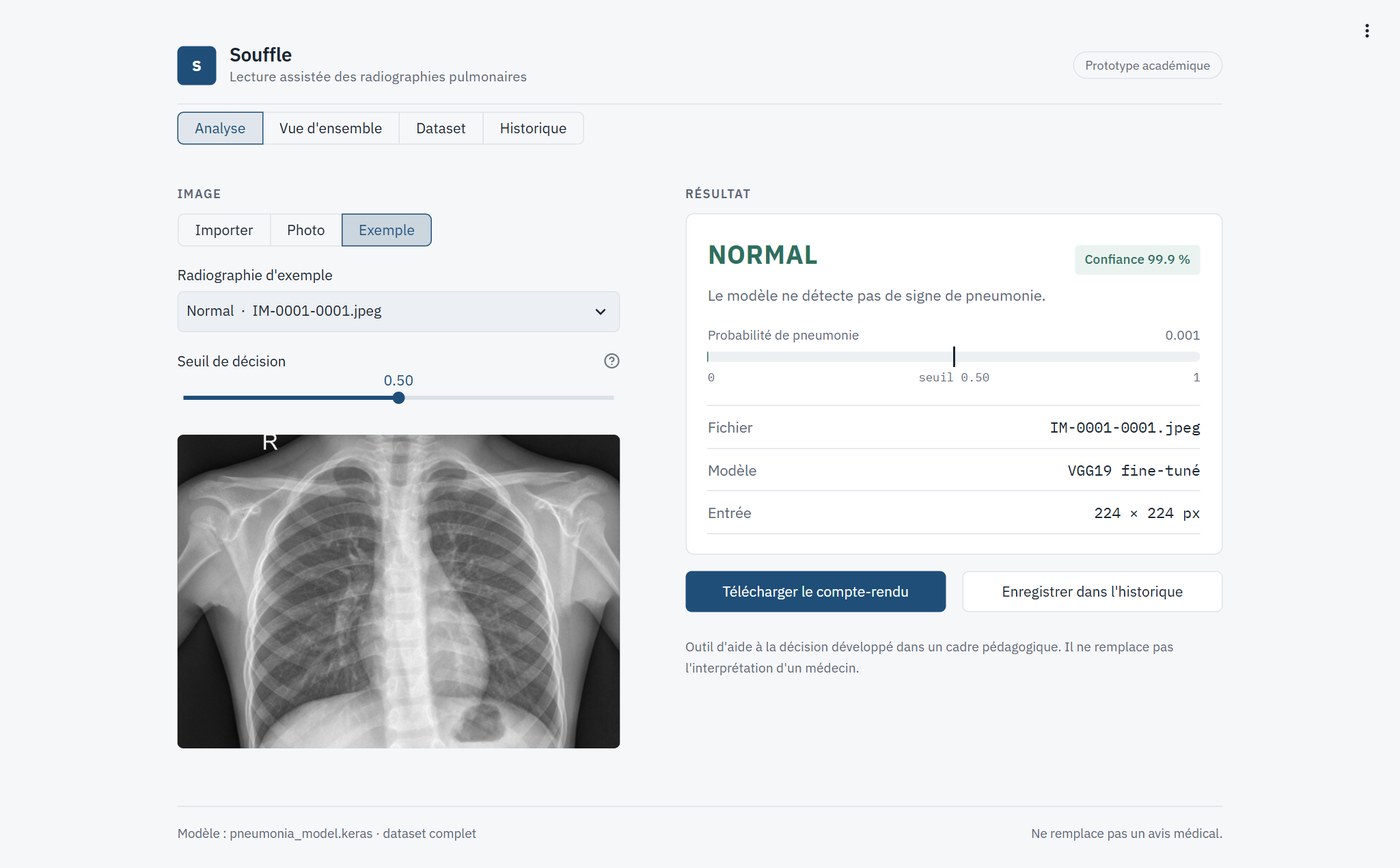 S
Souffle
Lecture assistée des radiographies pulmonaires
Prototype académique
Analyse
Vue d'ensemble
Dataset
Historique
IMAGE
Importer
Photo
Exemple
Radiographie d'exemple
Normal · IM-0001-0001.jpeg
Seuil de décision
0.50
R
RÉSULTAT
NORMAL
Confiance 99.9 %
Le modèle ne détecte pas de signe de pneumonie.
Probabilité de pneumonie 0.001
0 seuil 0.50 1
Fichier IM-0001-0001.jpeg
Modèle VGG19 fine-tuné
Entrée 224 × 224 px
Télécharger le compte-rendu
Enregistrer dans l'historique
Outil d'aide à la décision développé dans un cadre pédagogique. Il ne remplace pas
l'interprétation d'un médecin.
Modèle : pneumonia_model.keras · dataset complet
Ne remplace pas un avis médical.